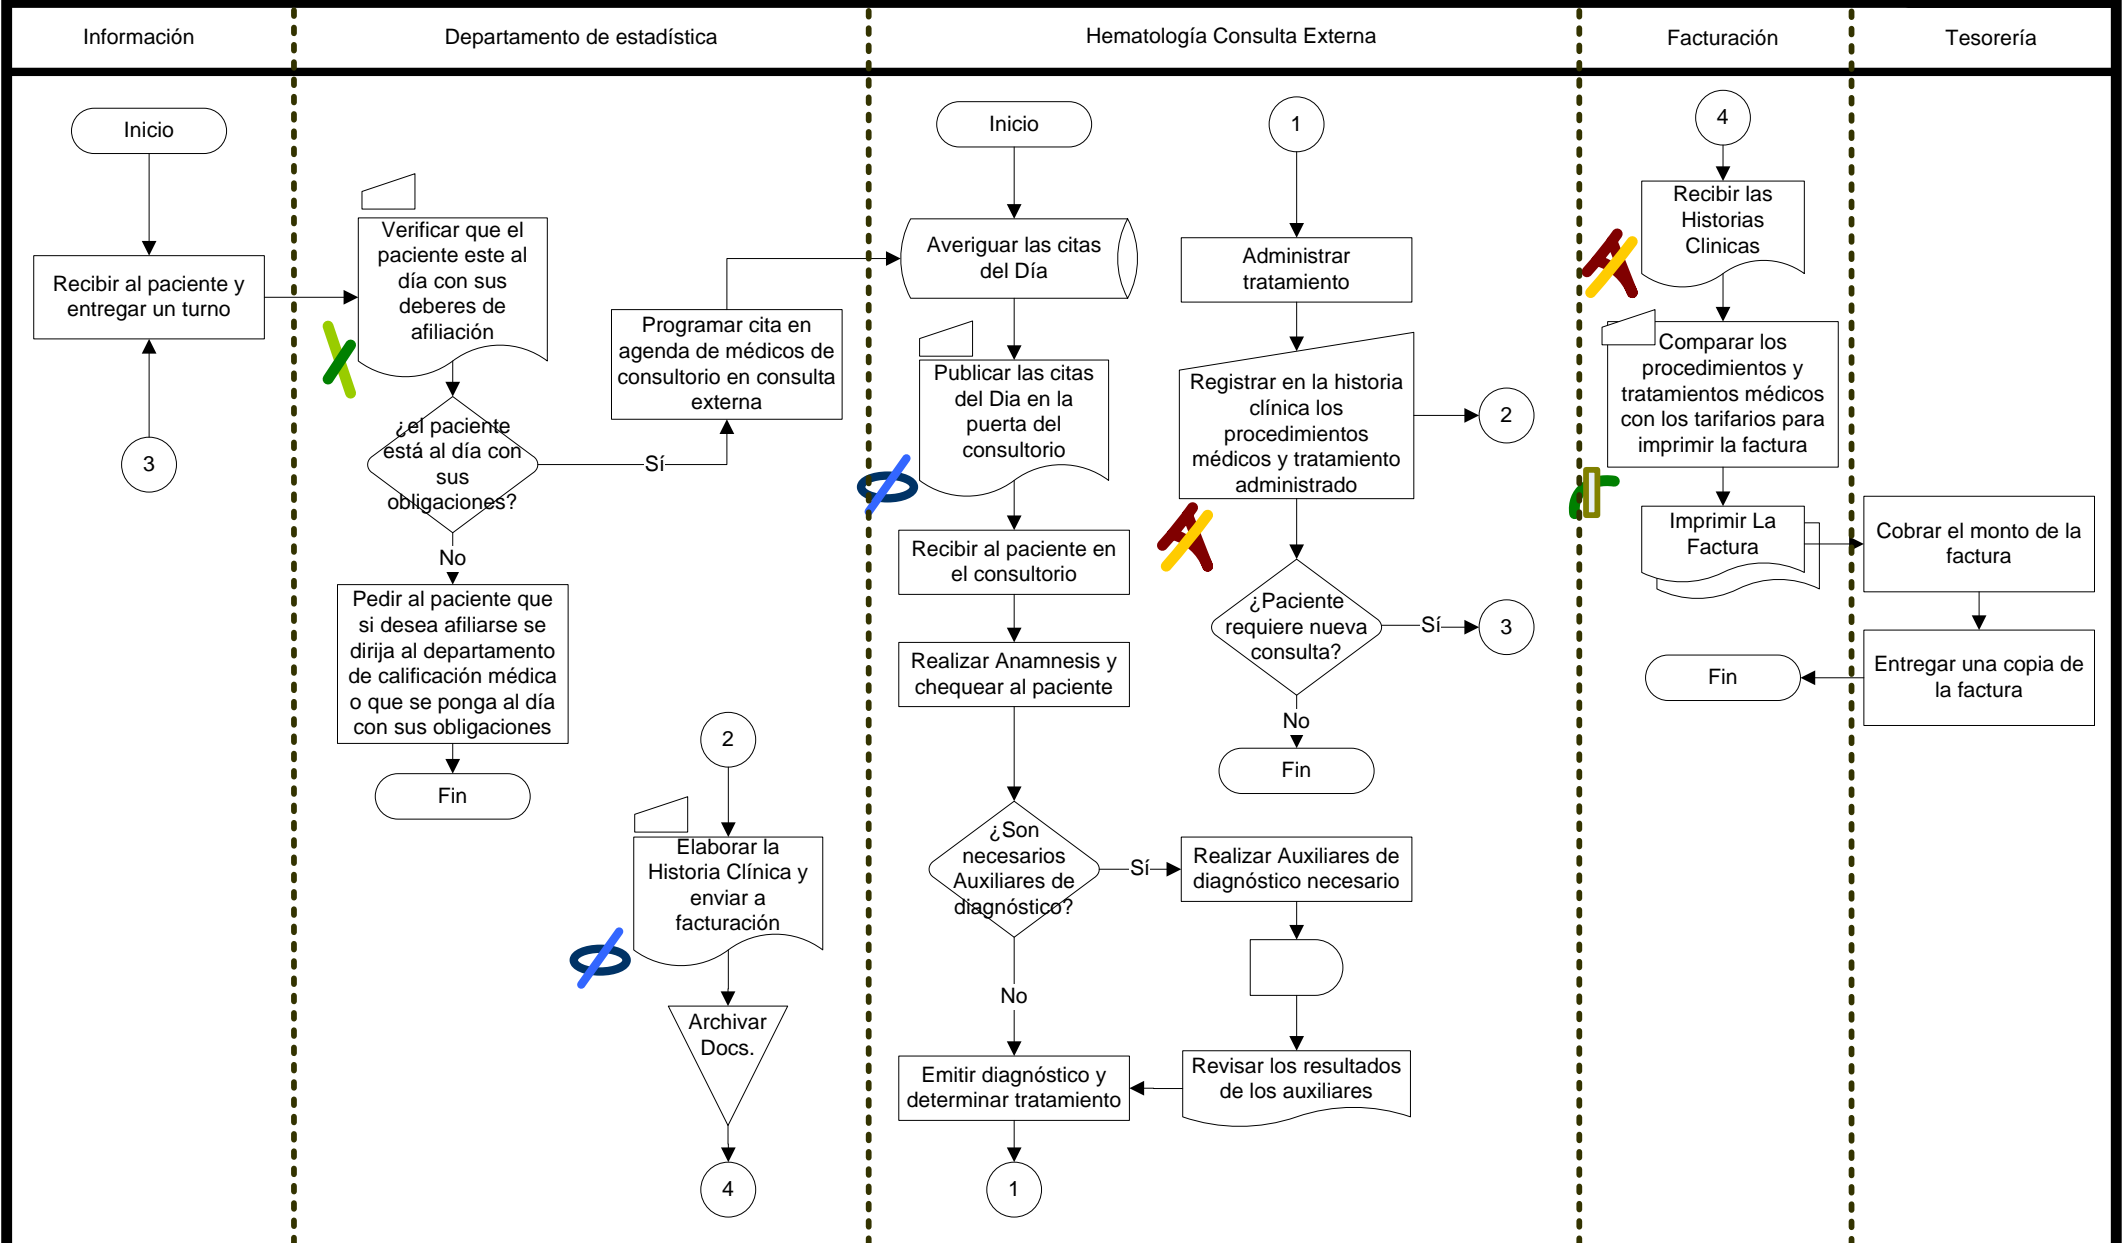 Información
Departamento de estadística
Hematología Consulta Externa
Facturación
Tesorería
Inicio
Recibir al paciente y
entregar un turno
3
Verificar que el
paciente este al
día con sus
deberes de
afiliación
¿el paciente
está al día con
sus
obligaciones?
Sí
No
Programar cita en
agenda de médicos de
consultorio en consulta
externa
Pedir al paciente que
si desea afiliarse se
dirija al departamento
de calificación médica
o que se ponga al día
con sus obligaciones
Fin
2
Elaborar la
Historia Clínica y
enviar a
facturación
Archivar
Docs.
4
Inicio
Averiguar las citas
del Día
Publicar las citas
del Dia en la
puerta del
consultorio
Recibir al paciente en
el consultorio
Realizar Anamnesis y
chequear al paciente
¿Son
necesarios
Auxiliares de
diagnóstico?
Sí
No
Realizar Auxiliares de
diagnóstico necesario
Revisar los resultados
de los auxiliares
Emitir diagnóstico y
determinar tratamiento
1
1
Administrar
tratamiento
Registrar en la historia
clínica los
procedimientos
médicos y tratamiento
administrado
2
¿Paciente
requiere nueva
consulta?
Sí
3
No
Fin
4
Recibir las
Historias
Clinicas
Comparar los
procedimientos y
tratamientos médicos
con los tarifarios para
imprimir la factura
Imprimir La
Factura
Cobrar el monto de la
factura
Entregar una copia de
la factura
Fin